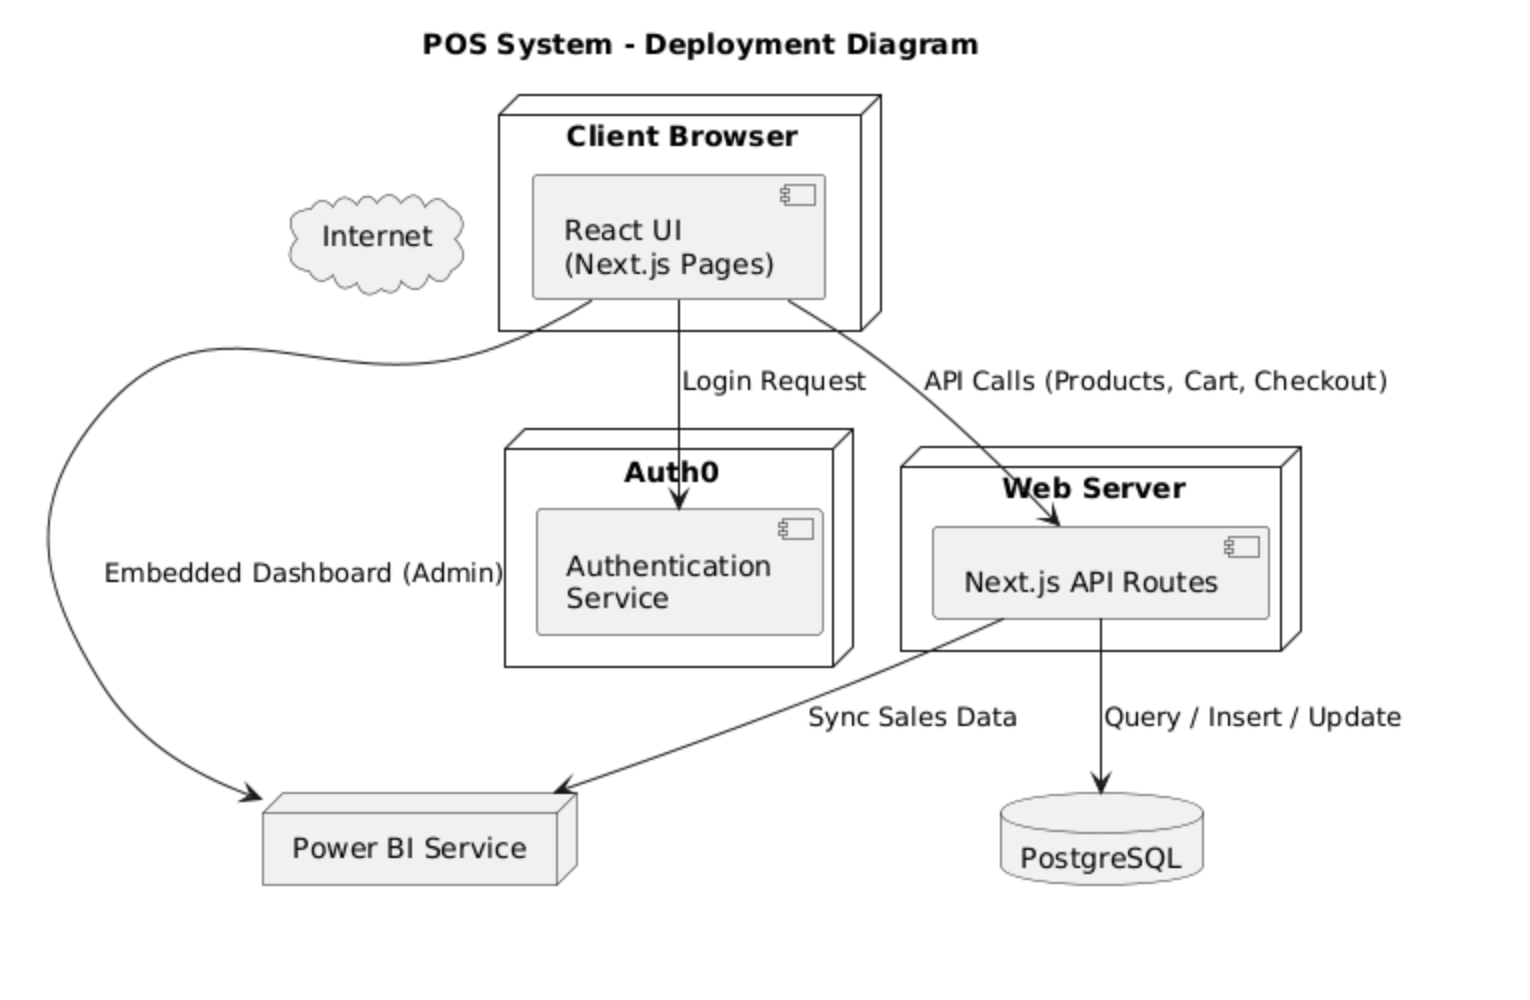 POS System - Deployment Diagram
Client Browser
Internet
React UI
(Next.js Pages)
Login Request
API Calls (Products, Cart, Checkout)
Auth0
Web Server
Embedded Dashboard (Admin)
Authentication
Service
Next.js API Routes
Sync Sales Data
Query / Insert / Update
Power BI Service
PostgreSQL